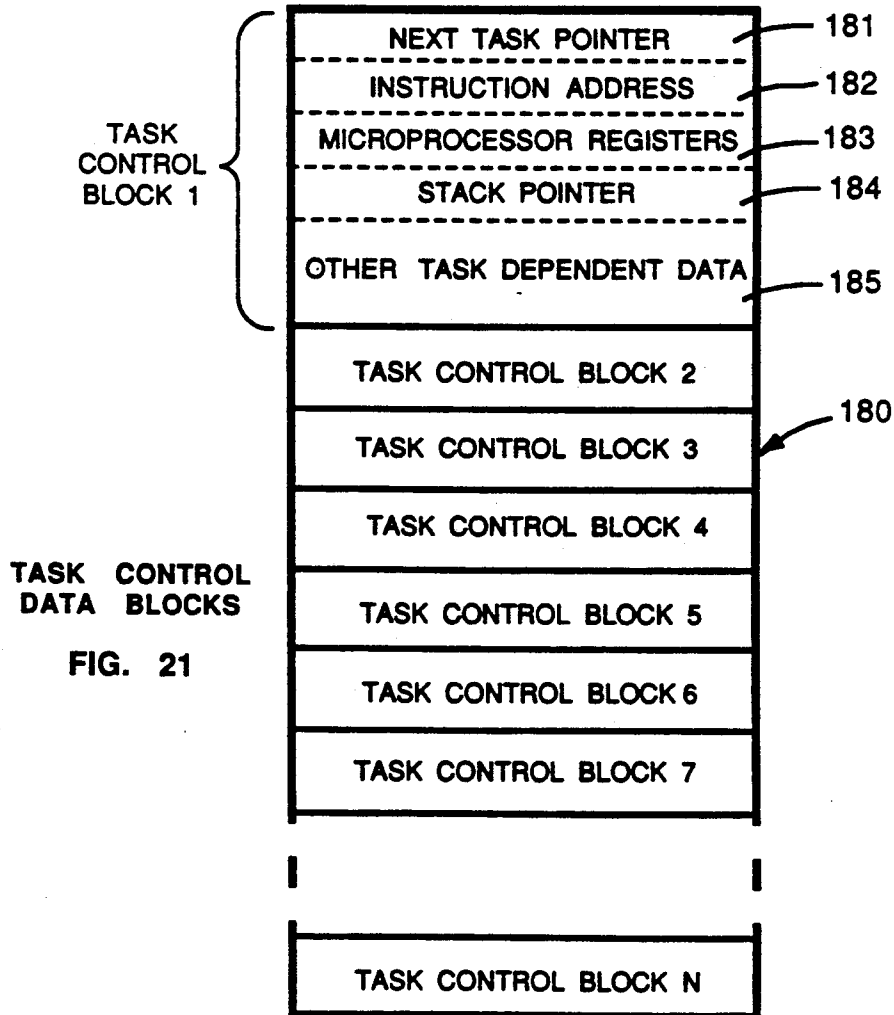 NEXT TASK POINTER
181
INSTRUCTION ADDRESS
182
TASK
CONTROL
BLOCK 1
MICROPROCESSOR REGISTERS
183
STACK POINTER
184
OTHER TASK DEPENDENT DATA
185
TASK CONTROL BLOCK 2
180
TASK CONTROL BLOCK 3
TASK CONTROL BLOCK 4
TASK CONTROL
DATA BLOCKS
FIG. 21
TASK CONTROL BLOCK 5
TASK CONTROL BLOCK 6
TASK CONTROL BLOCK 7
TASK CONTROL BLOCK N